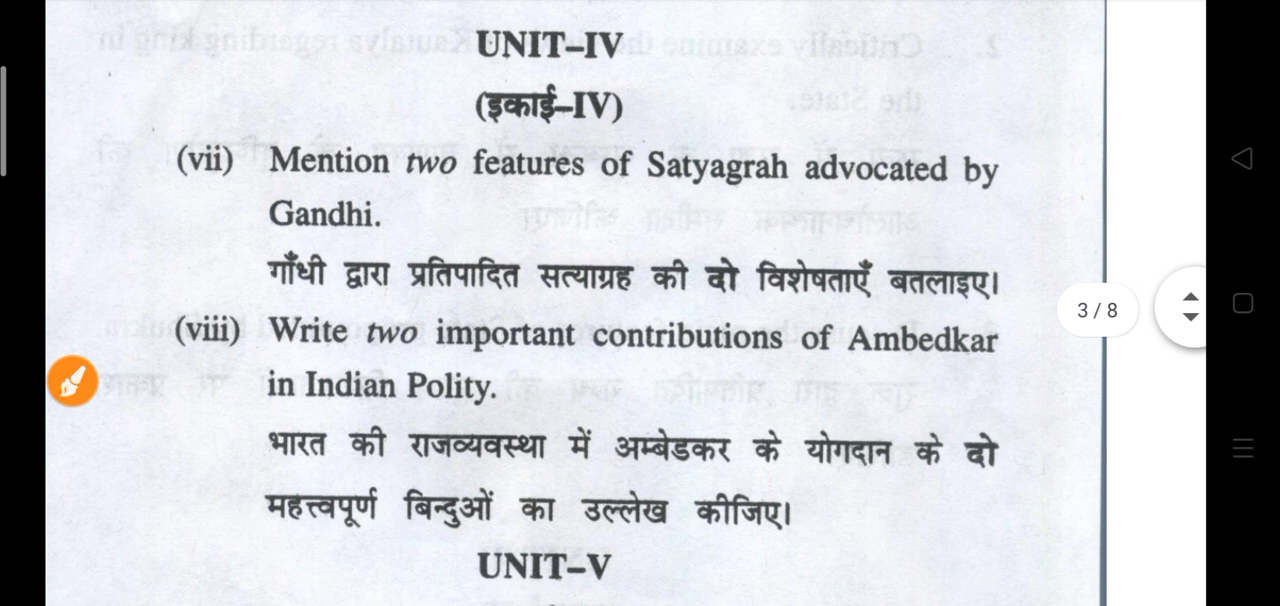 UNIT–IV
(इकाई–IV)
(vii) Mention two features of Satyagrah advocated by
Gandhi.
गाँधी द्वारा प्रतिपादित सत्याग्रह की दो विशेषताएँ बतलाइए।
3 / 8
(viii) Write two important contributions of Ambedkar
in Indian Polity.
भारत की राजव्यवस्था में अम्बेडकर के योगदान के दो
महत्त्वपूर्ण बिन्दुओं का उल्लेख कीजिए।
UNIT–V